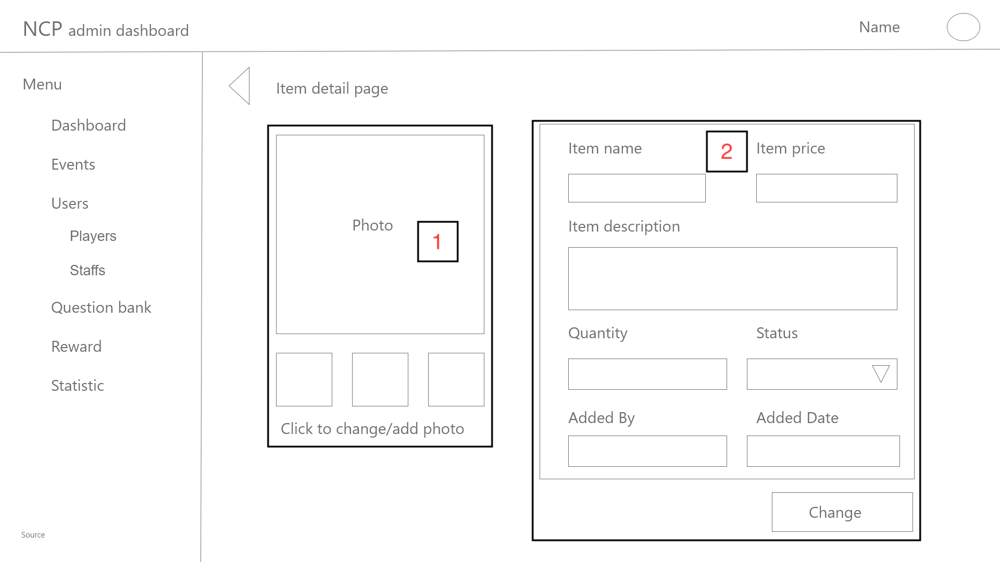 NCP admin dashboard
Name
Menu
Dashboard
Events
Users
Players
Staffs
Question bank
Reward
Statistic
Source
Item detail page
Photo
1
Click to change/add photo
Item name
2
Item price
Item description
Quantity
Status
Added By
Added Date
Change